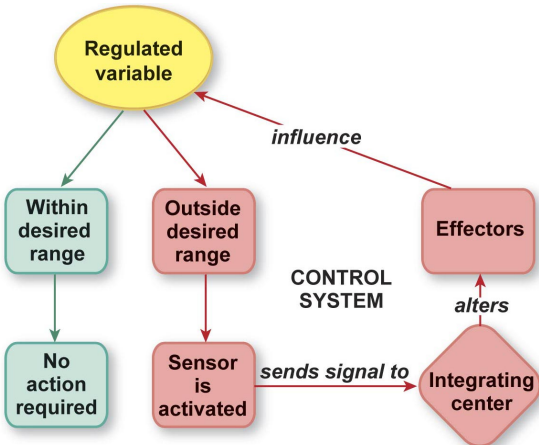 Regulated
variable
influence
Within
desired
range
Outside
desired
range
Effectors
CONTROL
SYSTEM
alters
No
action
required
Sensor
is
activated
sends signal to
Integrating
center